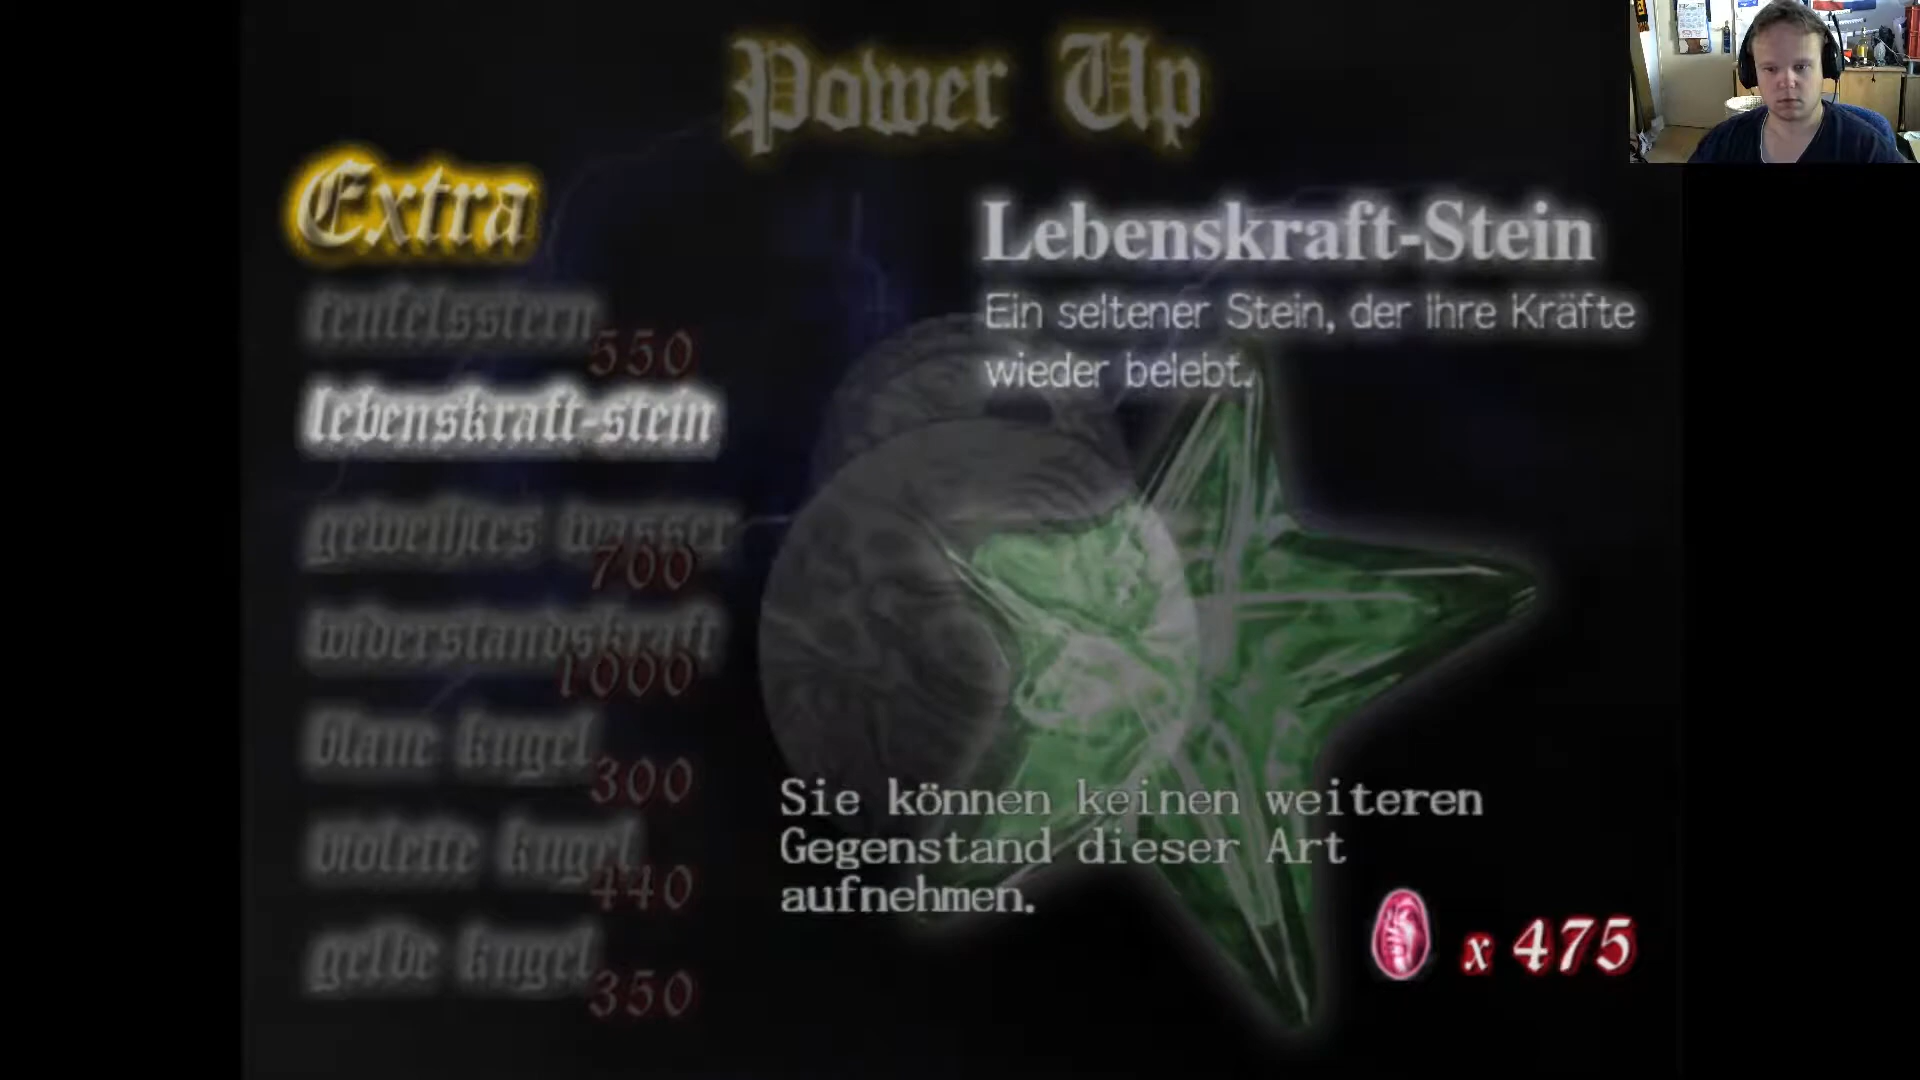 Power Up
Extra
teufelsstern
550
lebenskraft-stein
geweihtes wasser
700
widerstandskraft
1000
blaue kugel
300
violette kugel
440
gelbe kugel
350
Lebenskraft-Stein
Ein seltener Stein, der Ihre Kräfte
wieder belebt.
Sie können keinen weiteren
Gegenstand dieser Art
aufnehmen.
x 475